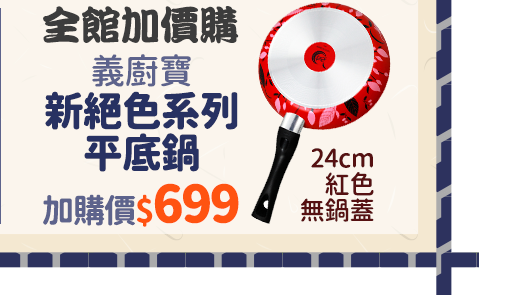 全館加價購
義廚寶
新絕色系列
平底鍋
加購價$699
24cm
紅色
無鍋蓋